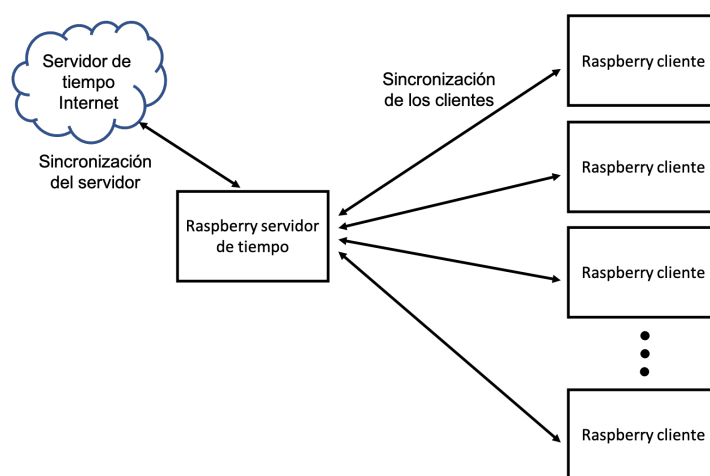 Servidor de
tiempo
Internet
Sincronización
del servidor
Raspberry servidor
de tiempo
Sincronización
de los clientes
Raspberry cliente
Raspberry cliente
Raspberry cliente
Raspberry cliente